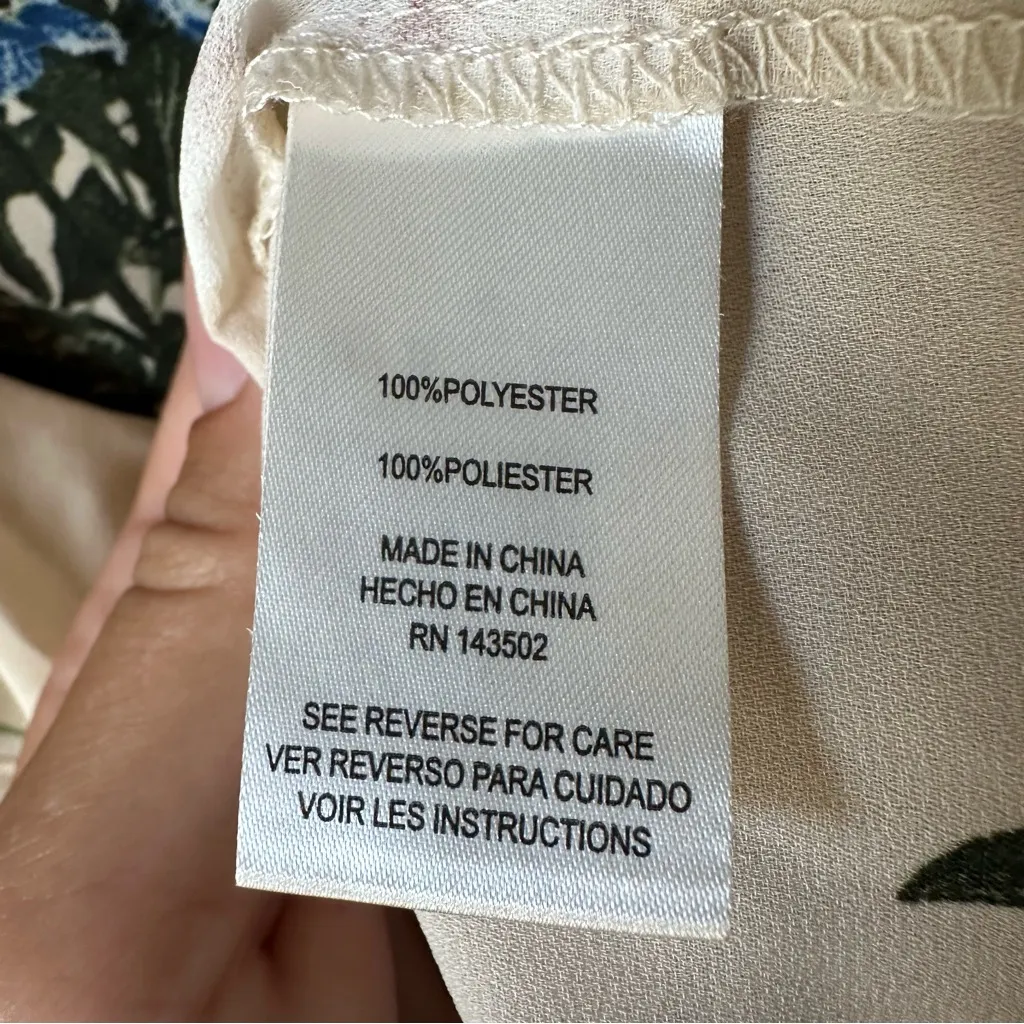 100%POLYESTER
100%POLIESTER
MADE IN CHINA
HECHO EN CHINA
RN 143502
SEE REVERSE FOR CARE
VER REVERSO PARA CUIDADO
VOIR LES INSTRUCTIONS